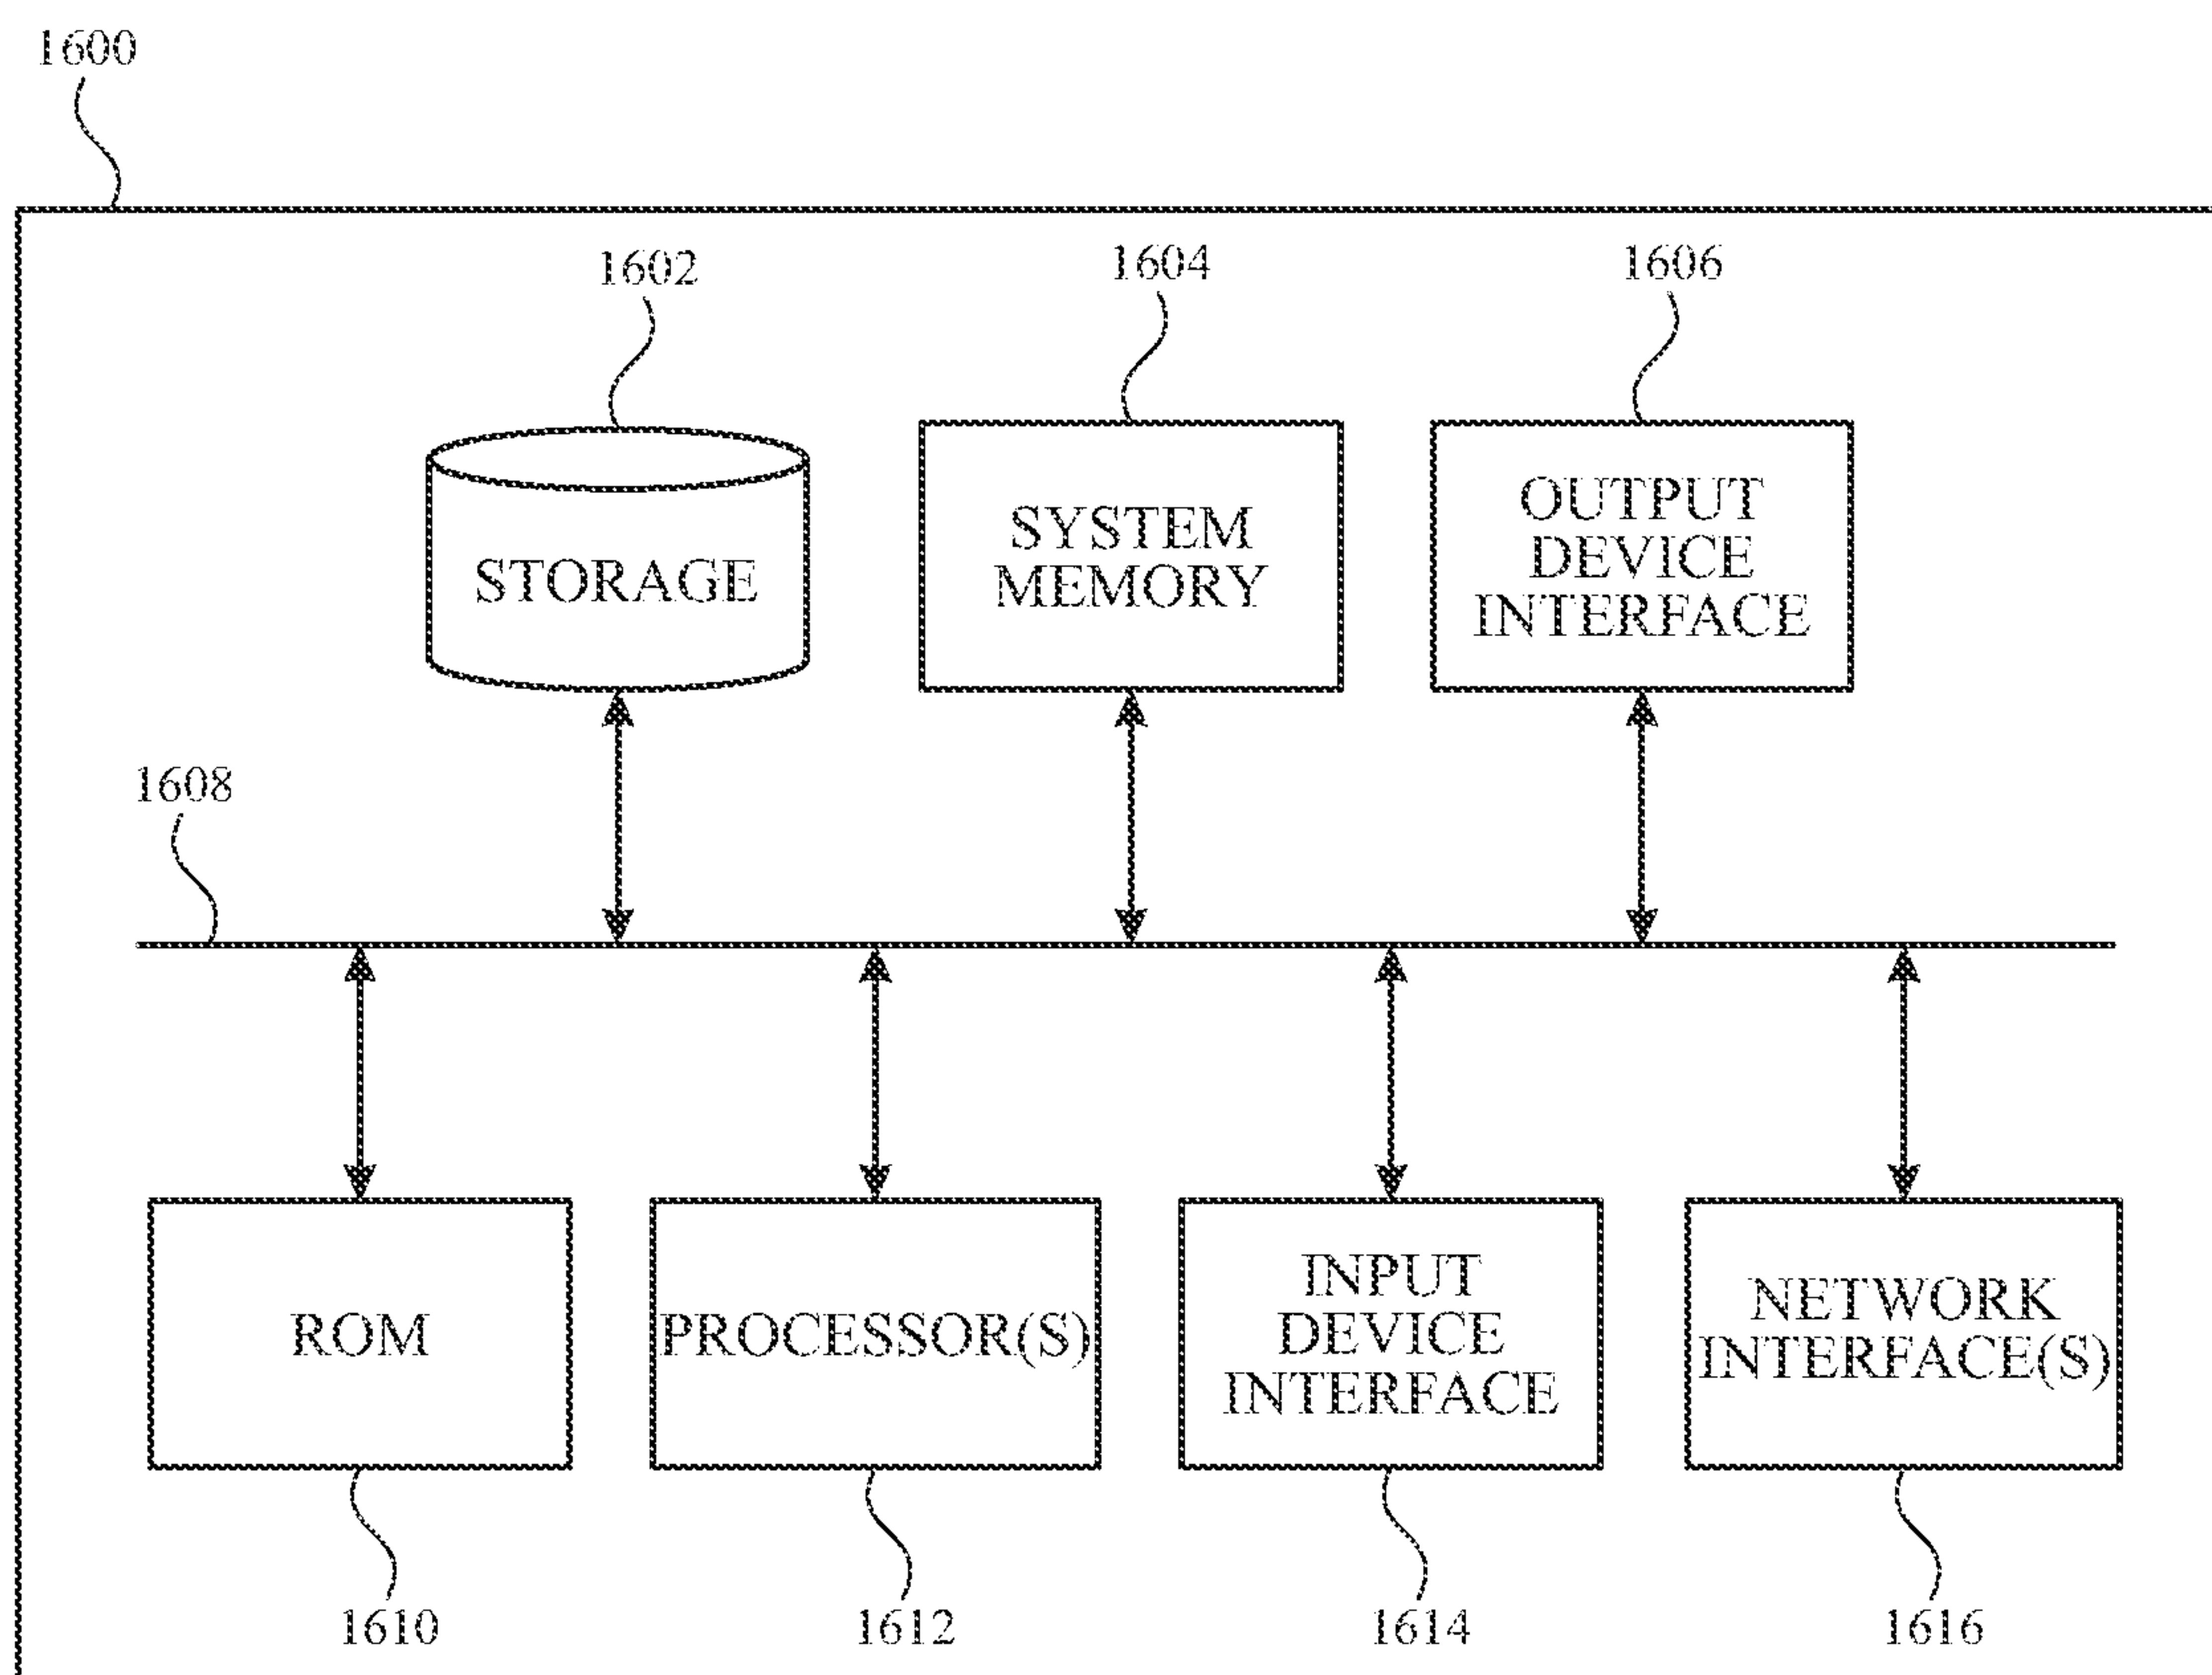 1600
1602
1604
1606
STORAGE
SYSTEM
MEMORY
OUTPUT
DEVICE
INTERFACE
1608
ROM
PROCESSOR(S)
INPUT
DEVICE
INTERFACE
NETWORK
INTERFACE(S)
1610
1612
1614
1616